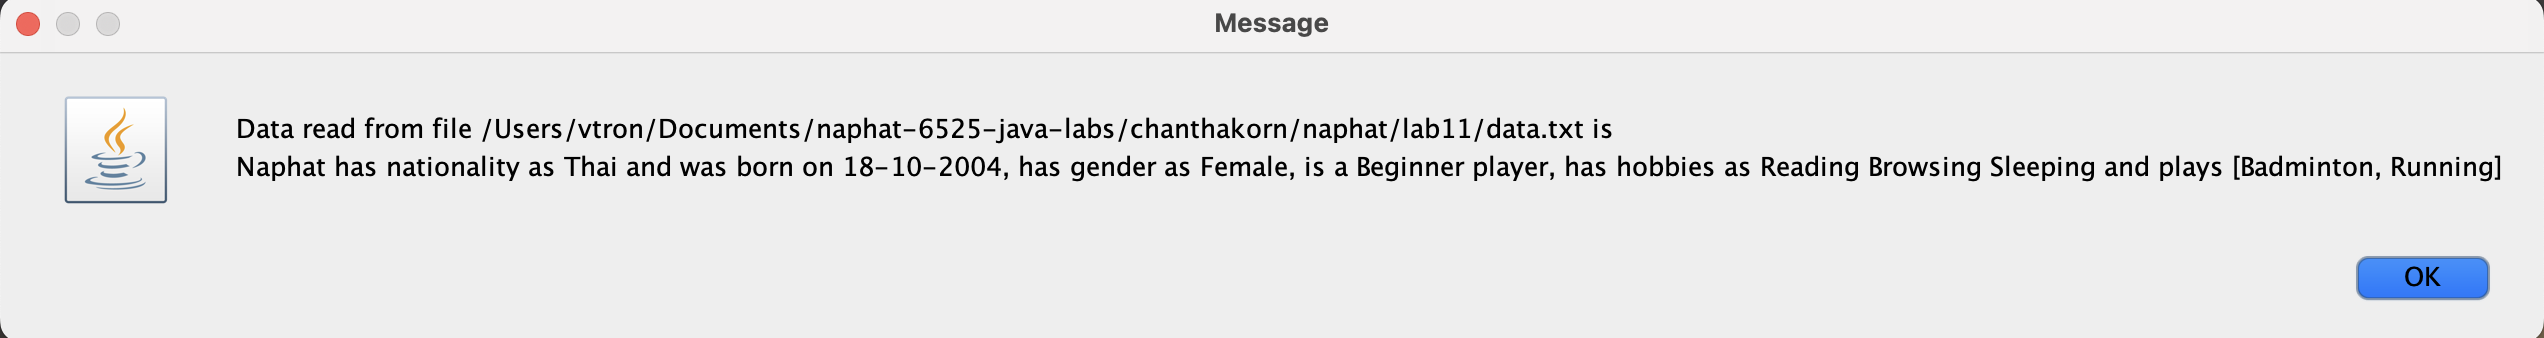 Message
Data read from file /Users/vtron/Documents/naphat-6525-java-labs/chanthakorn/naphat/lab11/data.txt is
Naphat has nationality as Thai and was born on 18-10-2004, has gender as Female, is a Beginner player, has hobbies as Reading Browsing Sleeping and plays [Badminton, Running]
OK